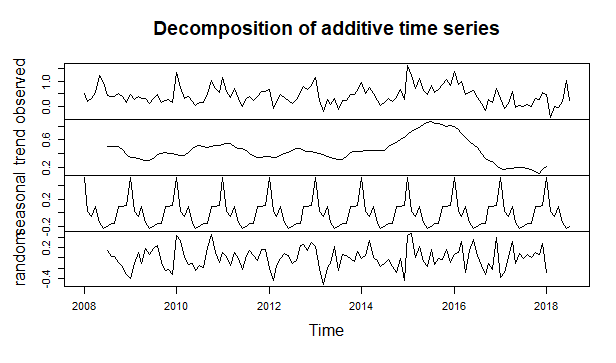 Decomposition of additive time series
observed
0.0 1.0
trend
0.2 0.6
seasonal
-0.2 0.2
random
-0.4 0.2
2008 2010 2012 2014 2016 2018
Time